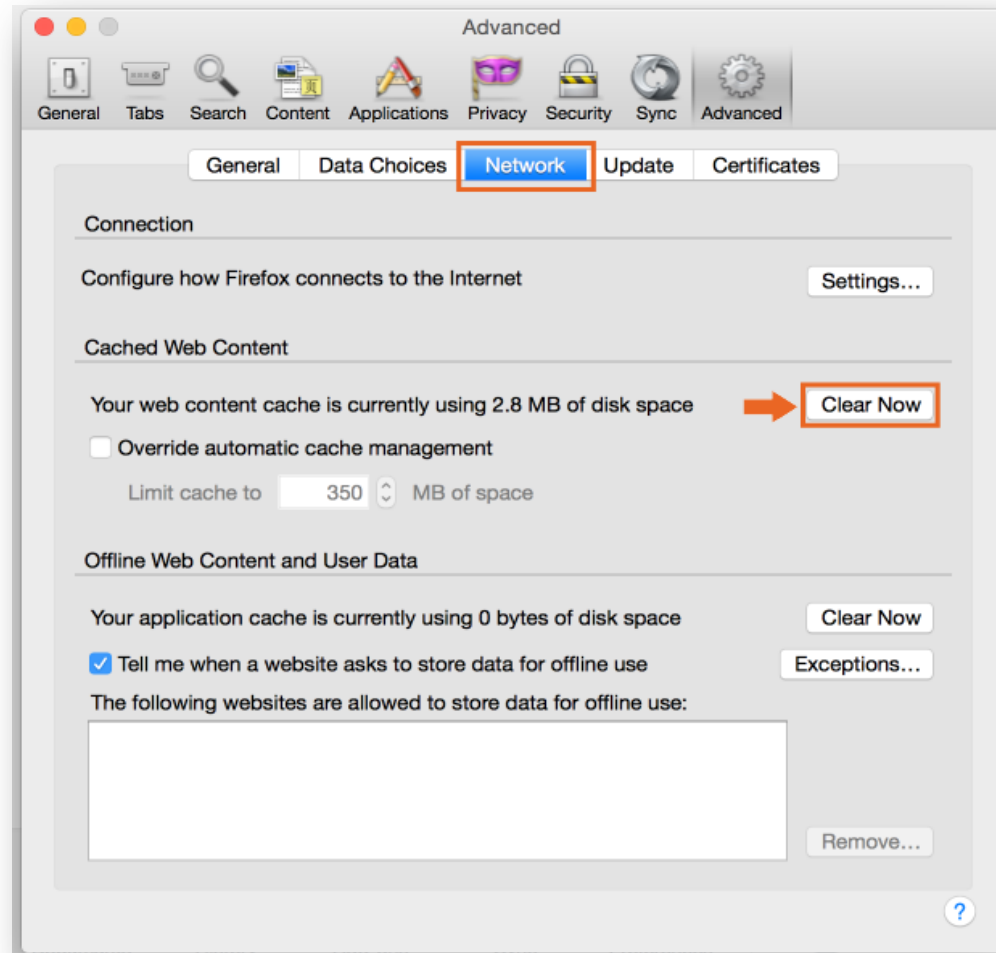 Advanced
General Tabs Search Content Applications Privacy Security Sync Advanced
General Data Choices Network Update Certificates
Connection
Configure how Firefox connects to the Internet Settings...
Cached Web Content
Your web content cache is currently using 2.8 MB of disk space Clear Now
Override automatic cache management
Limit cache to 350 MB of space
Offline Web Content and User Data
Your application cache is currently using 0 bytes of disk space Clear Now
Tell me when a website asks to store data for offline use Exceptions...
The following websites are allowed to store data for offline use:
Remove...
?